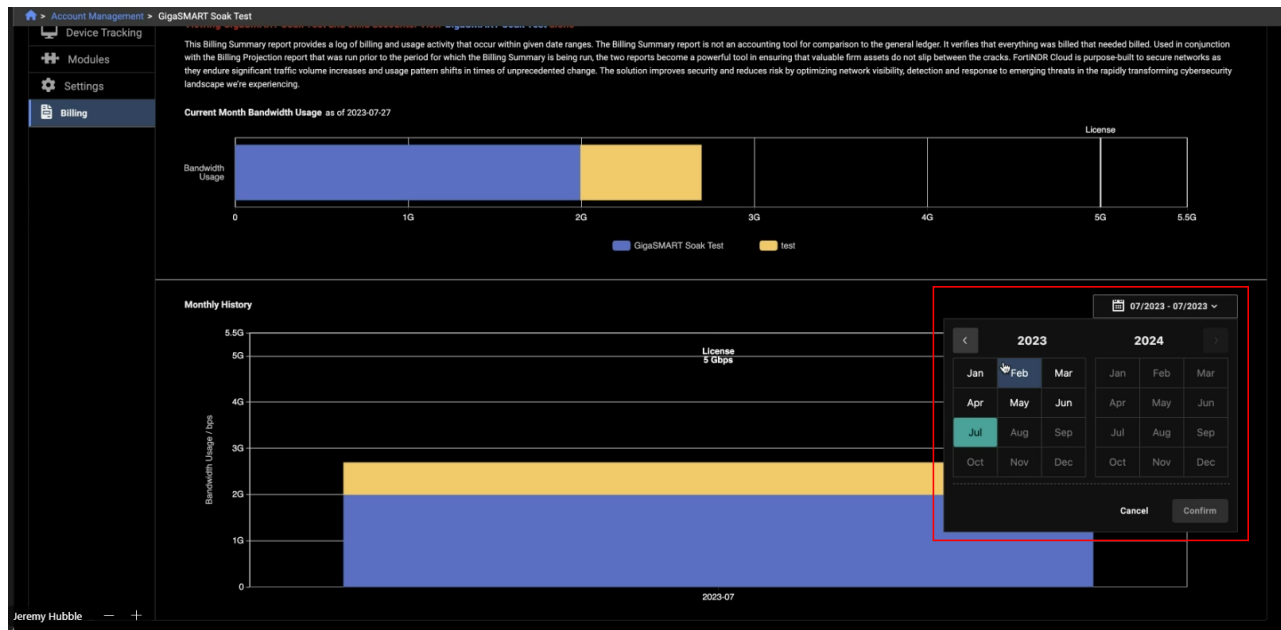 Account Management > GigaSMART Soak Test
Device Tracking
Modules
Settings
Billing
This Billing Summary report provides a log of billing and usage activity that occur within given date ranges. The Billing Summary report is not an accounting tool for comparison to the general ledger. It verifies that everything was billed that needed billed. Used in conjunction
with the Billing Projection report that was run prior to the period for which the Billing Summary is being run, the two reports become a powerful tool in ensuring that valuable firm assets do not slip between the cracks. FortiNDR Cloud is purpose-built to secure networks as
they endure significant traffic volume increases and usage pattern shifts in times of unprecedented change. The solution improves security and reduces risk by optimizing network visibility, detection and response to emerging threats in the rapidly transforming cybersecurity
landscape we're experiencing.
Current Month Bandwidth Usage as of 2023-07-27
License
Bandwidth
Usage
0 1G 2G 3G 4G 5G 5.5G
GigaSMART Soak Test test
Monthly History
07/2023 - 07/2023
5.5G
5G
4G
3G
2G
1G
0
Bandwidth Usage / bps
License
5 Gbps
2023-07
2023 2024
Jan Feb Mar Jan Feb Mar
Apr May Jun Apr May Jun
Jul Aug Sep Jul Aug Sep
Oct Nov Dec Oct Nov Dec
Cancel Confirm
Jeremy Hubble